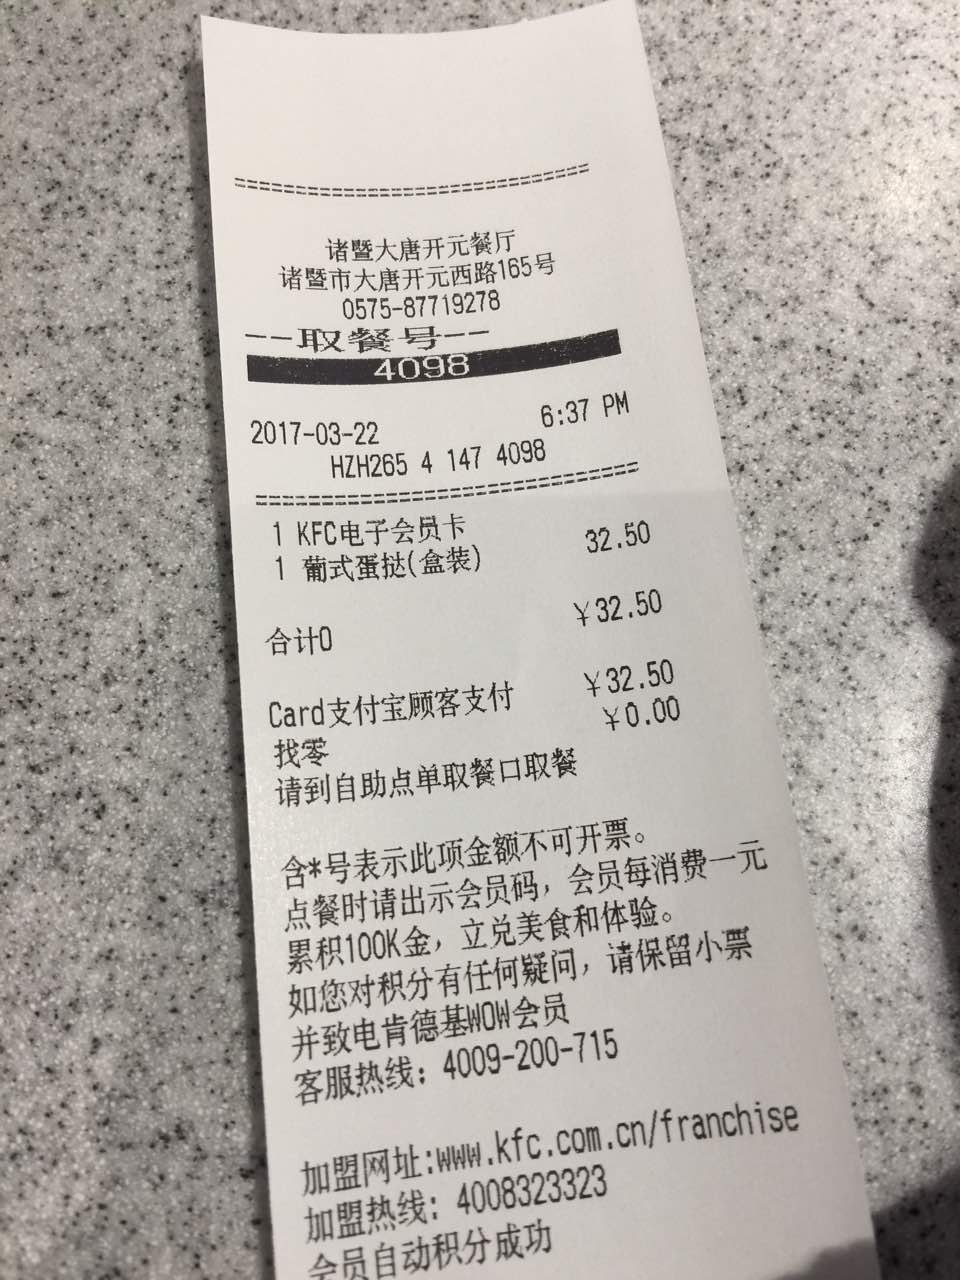 ==========================================
诸暨大唐开元餐厅
诸暨市大唐开元西路165号
0575-87719278
--取餐号--
4098
2017-03-22 6:37 PM
HZH265 4 147 4098
==========================================
1 KFC电子会员卡
1 葡式蛋挞(盒装) 32.50
合计0 ¥32.50
Card支付宝顾客支付 ¥32.50
找零 ¥0.00
请到自助点单取餐口取餐
含*号表示此项金额不可开票。
点餐时请出示会员码，会员每消费一元
累积100K金，立兑美食和体验。
如您对积分有任何疑问，请保留小票
并致电肯德基WOW会员
客服热线：4009-200-715
加盟网址:www.kfc.com.cn/franchise
加盟热线：4008323323
会员自动积分成功